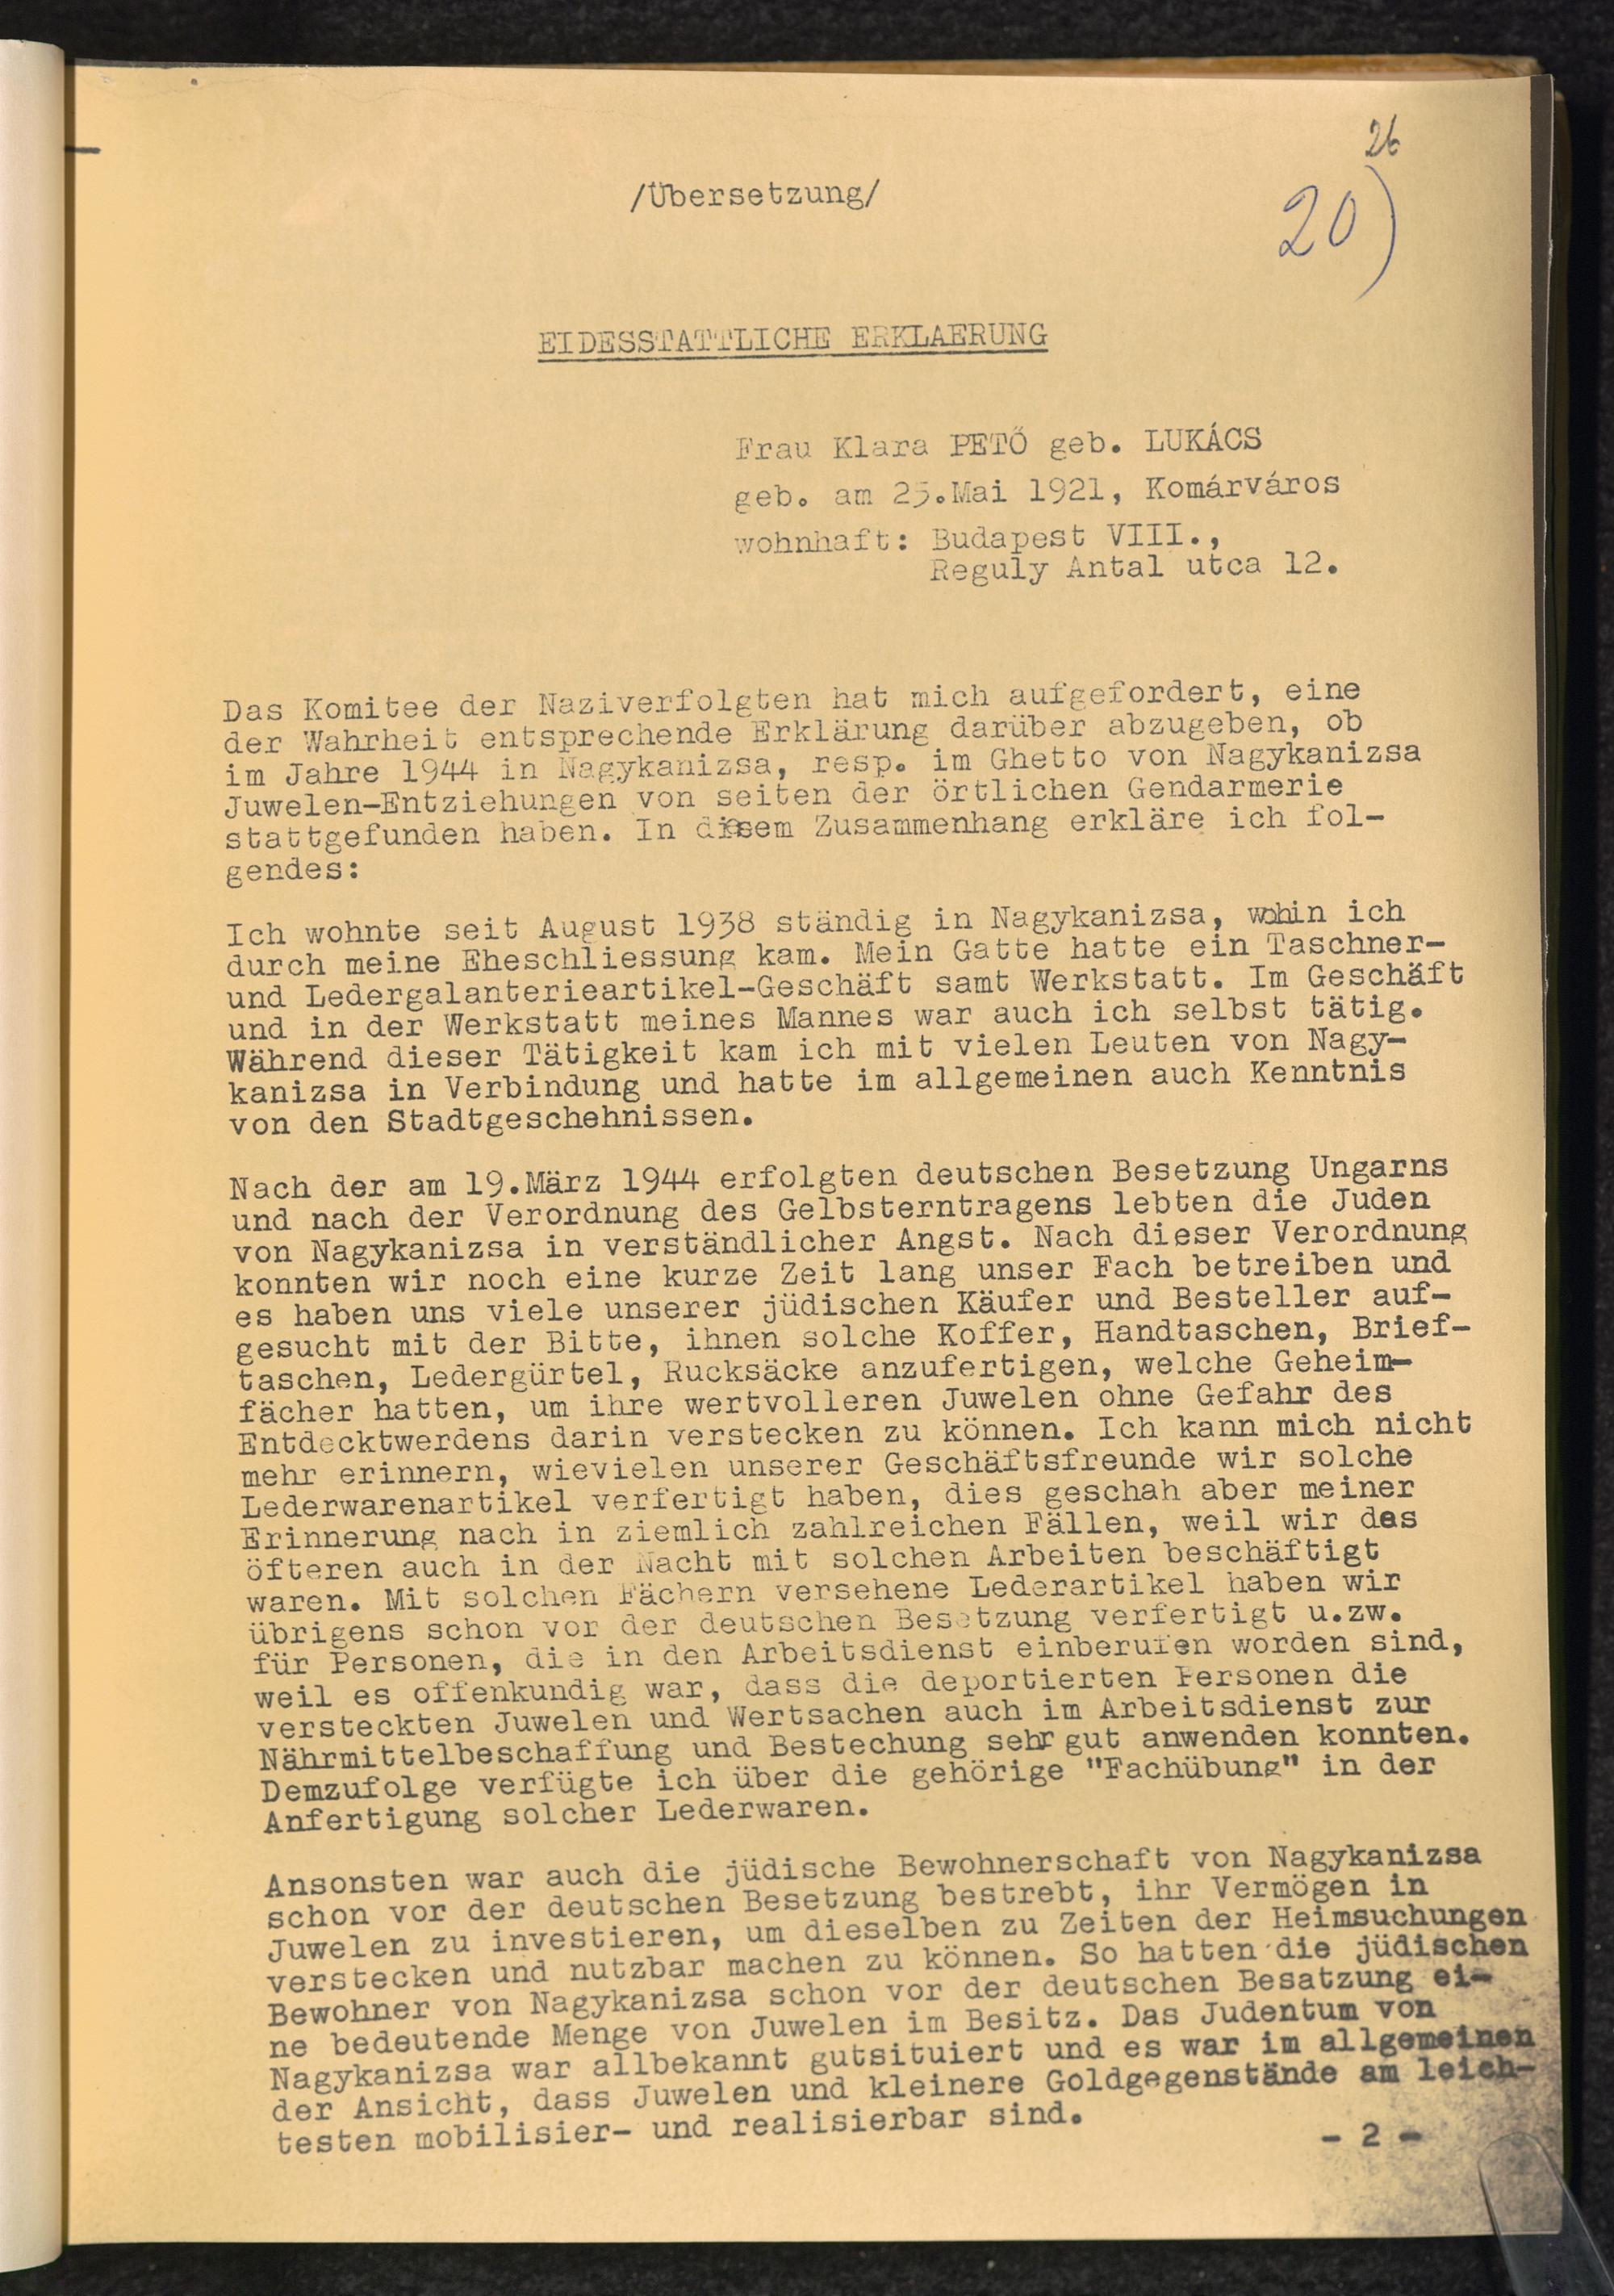 26
20)
/Übersetzung/
EIDESSTATTLICHE ERKLAERUNG
Frau Klara PETŐ geb. LUKÁCS
geb. am 25.Mai 1921, Komárváros
wohnhaft: Budapest VIII.,
Reguly Antal utca 12.
Das Komitee der Naziverfolgten hat mich aufgefordert, eine
der Wahrheit entsprechende Erklärung darüber abzugeben, ob
im Jahre 1944 in Nagykanizsa, resp. im Ghetto von Nagykanizsa
Juwelen-Entziehungen von seiten der örtlichen Gendarmerie
stattgefunden haben. In diesem Zusammenhang erkläre ich fol-
gendes:
Ich wohnte seit August 1938 ständig in Nagykanizsa, wohin ich
durch meine Eheschliessung kam. Mein Gatte hatte ein Taschner-
und Ledergalanterieartikel-Geschäft samt Werkstatt. Im Geschäft
und in der Werkstatt meines Mannes war auch ich selbst tätig.
Während dieser Tätigkeit kam ich mit vielen Leuten von Nagy-
kanizsa in Verbindung und hatte im allgemeinen auch Kenntnis
von den Stadtgeschehnissen.
Nach der am 19.März 1944 erfolgten deutschen Besetzung Ungarns
und nach der Verordnung des Gelbsterntragens lebten die Juden
von Nagykanizsa in verständlicher Angst. Nach dieser Verordnung
konnten wir noch eine kurze Zeit lang unser Fach betreiben und
es haben uns viele unserer jüdischen Käufer und Besteller auf-
gesucht mit der Bitte, ihnen solche Koffer, Handtaschen, Brief-
taschen, Ledergürtel, Rucksäcke anzufertigen, welche Geheim-
fächer hatten, um ihre wertvolleren Juwelen ohne Gefahr des
Entdecktwerdens darin verstecken zu können. Ich kann mich nicht
mehr erinnern, wievielen unserer Geschäftsfreunde wir solche
Lederwarenartikel verfertigt haben, dies geschah aber meiner
Erinnerung nach in ziemlich zahlreichen Fällen, weil wir des
öfteren auch in der Nacht mit solchen Arbeiten beschäftigt
waren. Mit solchen Fächern versehene Lederartikel haben wir
übrigens schon vor der deutschen Besetzung verfertigt u.zw.
für Personen, die in den Arbeitsdienst einberufen worden sind,
weil es offenkundig war, dass die deportierten Personen die
versteckten Juwelen und Wertsachen auch im Arbeitsdienst zur
Nährmittelbeschaffung und Bestechung sehr gut anwenden konnten.
Demzufolge verfügte ich über die gehörige "Fachübung" in der
Anfertigung solcher Lederwaren.
Ansonsten war auch die jüdische Bewohnerschaft von Nagykanizsa
schon vor der deutschen Besetzung bestrebt, ihr Vermögen in
Juwelen zu investieren, um dieselben zu Zeiten der Heimsuchungen
verstecken und nutzbar machen zu können. So hatten die jüdischen
Bewohner von Nagykanizsa schon vor der deutschen Besatzung ei-
ne bedeutende Menge von Juwelen im Besitz. Das Judentum von
Nagykanizsa war allbekannt gutsituiert und es war im allgemeinen
der Ansicht, dass Juwelen und kleinere Goldgegenstände am leich-
testen mobilisier- und realisierbar sind.
- 2 -